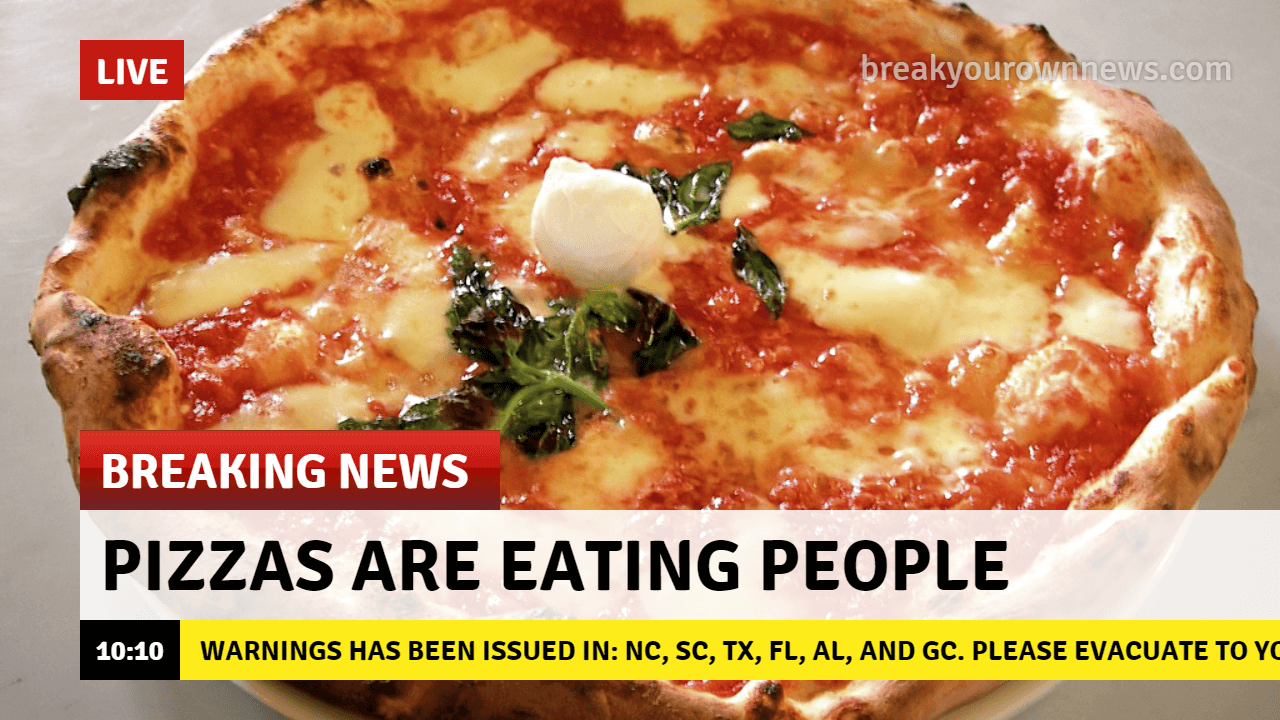 LIVE
breakyourownnews.com
BREAKING NEWS
PIZZAS ARE EATING PEOPLE
10:10
WARNINGS HAS BEEN ISSUED IN: NC, SC, TX, FL, AL, AND GC. PLEASE EVACUATE TO